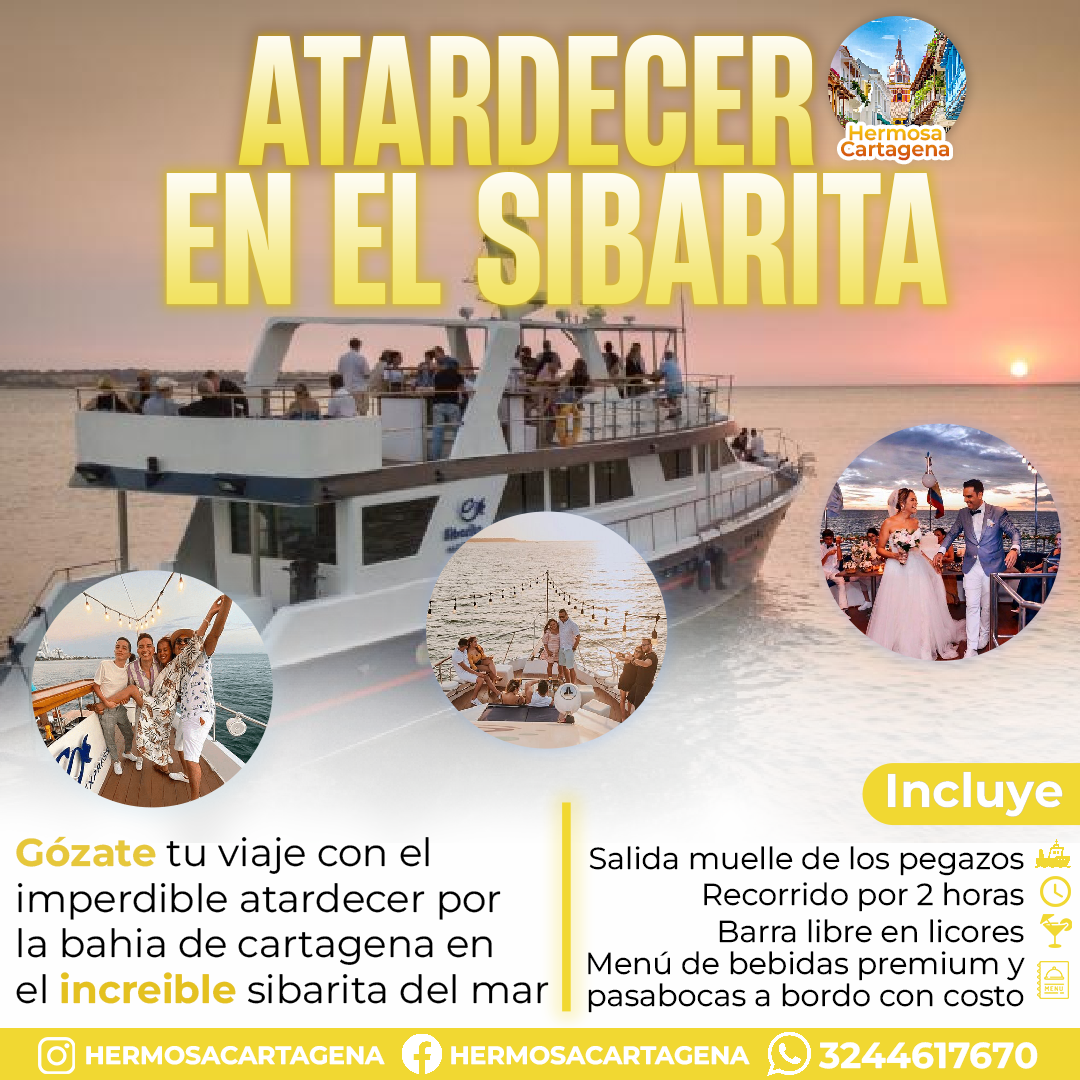 ATARDECER
EN EL SIBARITA
Hermosa
Cartagena
Incluye
Gózate tu viaje con el
imperdible atardecer por
la bahia de cartagena en
el increible sibarita del mar
Salida muelle de los pegazos
Recorrido por 2 horas
Barra libre en licores
Menú de bebidas premium y
pasabocas a bordo con costo
MENU
HERMOSACARTAGENA
HERMOSACARTAGENA
3244617670